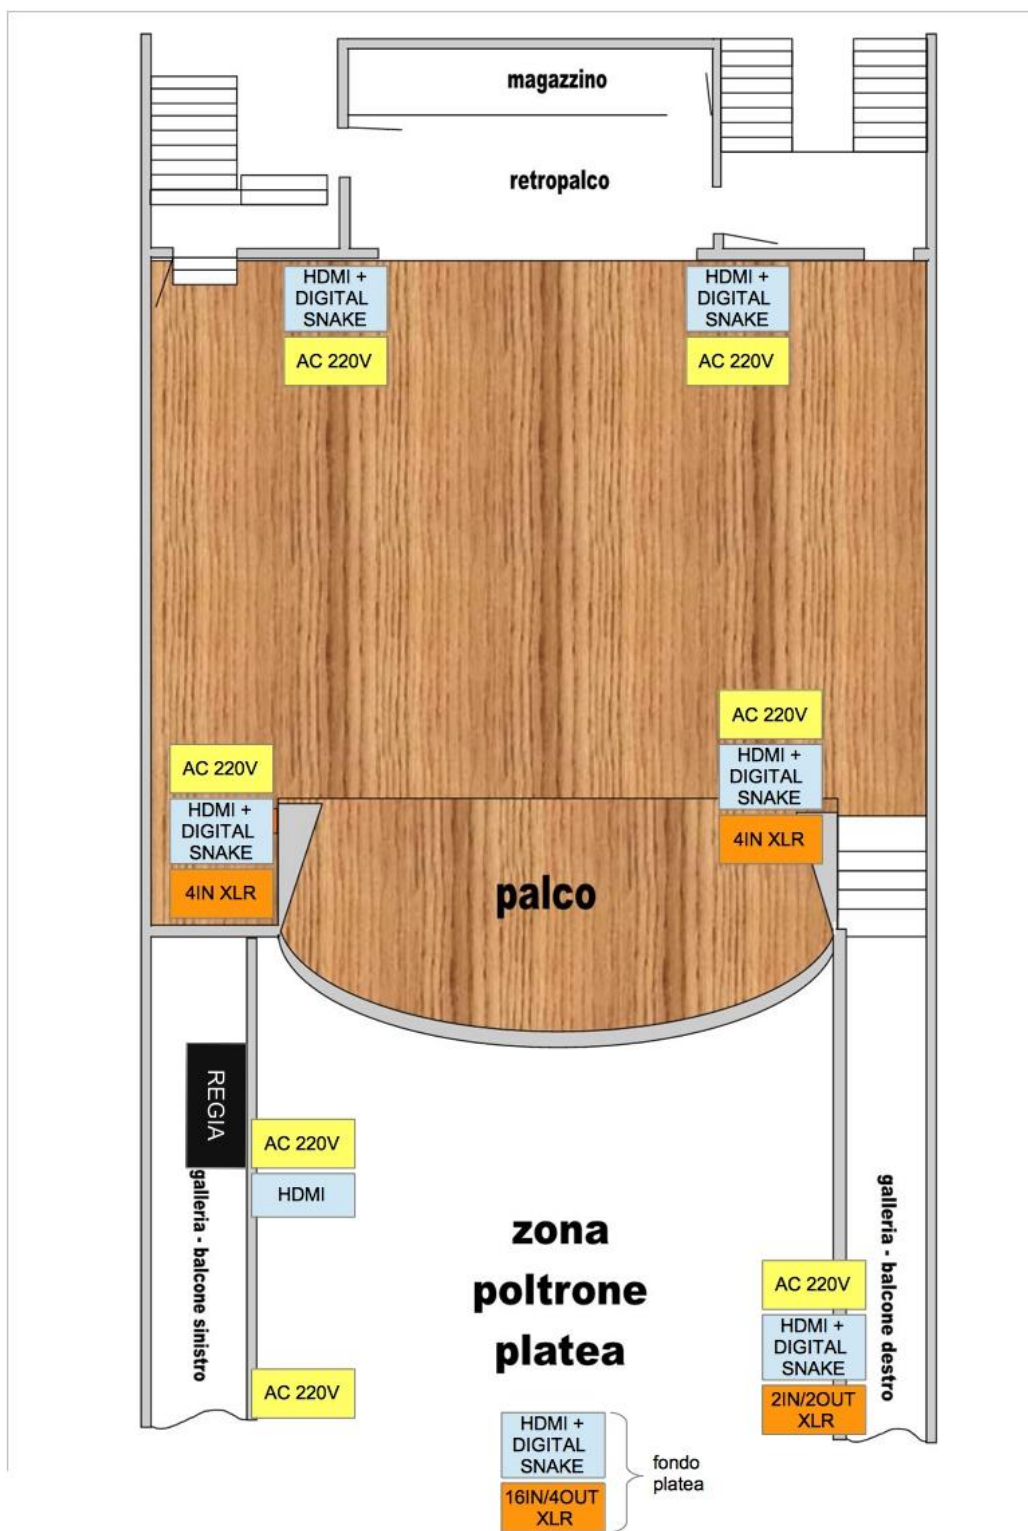 magazzino
retropalco
HDMI +
DIGITAL
SNAKE
AC 220V
HDMI +
DIGITAL
SNAKE
AC 220V
AC 220V
HDMI +
DIGITAL
SNAKE
4IN XLR
AC 220V
HDMI +
DIGITAL
SNAKE
4IN XLR
palco
REGIA
galleria - balcone sinistro
AC 220V
HDMI
AC 220V
zona
poltrone
platea
galleria - balcone destro
AC 220V
HDMI +
DIGITAL
SNAKE
2IN/2OUT
XLR
HDMI +
DIGITAL
SNAKE
16IN/4OUT
XLR
fondo
platea